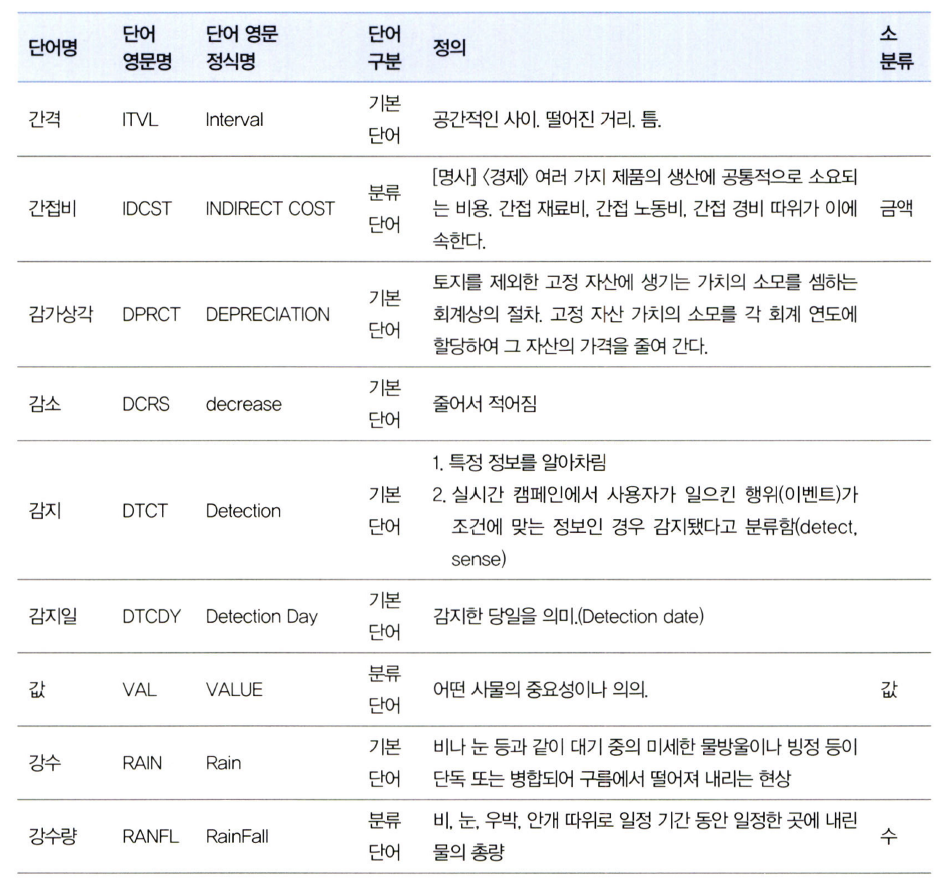 단어명 단어 영문명 단어 영문 정식명 단어 구분 정의 소 분류
간격 ITVL Interval 기본 단어 공간적인 사이. 떨어진 거리. 틈.
간접비 IDCST INDIRECT COST 분류 단어 [명사] 〈경제〉 여러 가지 제품의 생산에 공통적으로 소요되
는 비용. 간접 재료비, 간접 노동비, 간접 경비 따위가 이에 금액
속한다.
감가상각 DPRCT DEPRECIATION 기본 단어 토지를 제외한 고정 자산에 생기는 가치의 소모를 셈하는
회계상의 절차. 고정 자산 가치의 소모를 각 회계 연도에
할당하여 그 자산의 가격을 줄여 간다.
감소 DCRS decrease 기본 단어 줄어서 적어짐
감지 DTCT Detection 기본 단어 1. 특정 정보를 알아차림
2. 실시간 캠페인에서 사용자가 일으킨 행위(이벤트)가
조건에 맞는 정보인 경우 감지됐다고 분류함(detect,
sense)
감지일 DTCDY Detection Day 기본 단어 감지한 당일을 의미.(Detection date)
값 VAL VALUE 분류 단어 어떤 사물의 중요성이나 의의. 값
강수 RAIN Rain 기본 단어 비나 눈 등과 같이 대기 중의 미세한 물방울이나 빙정 등이
단독 또는 병합되어 구름에서 떨어져 내리는 현상
강수량 RANFL RainFall 분류 단어 비, 눈, 우박, 안개 따위로 일정 기간 동안 일정한 곳에 내린 수
물의 총량